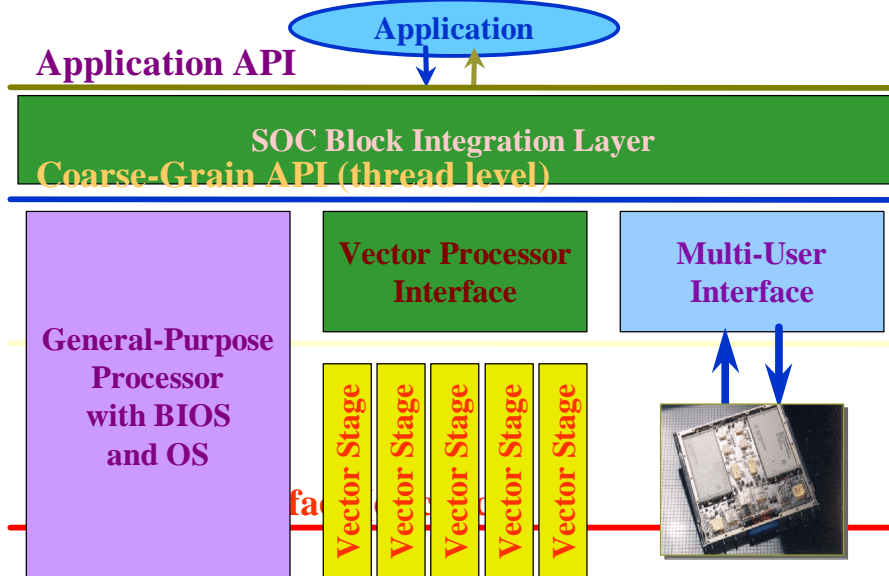 Application
Application API
SOC Block Integration Layer
Coarse-Grain API (thread level)
Vector Processor
Interface
Multi-User
Interface
General-Purpose
Processor
with BIOS
and OS
Vector Stage
Vector Stage
Vector Stage
Vector Stage
Vector Stage